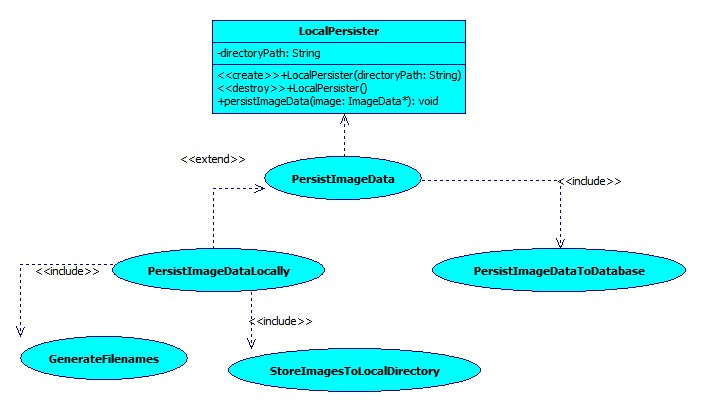 LocalPersister
-directoryPath: String
<<create>>+LocalPersister(directoryPath: String)
<<destroy>>+LocalPersister()
+persistImageData(image: ImageData*): void
<<extend>>
PersistImageData
<<include>>
PersistImageDataLocally
PersistImageDataToDatabase
<<include>>
<<include>>
GenerateFilenames
StoreImagesToLocalDirectory